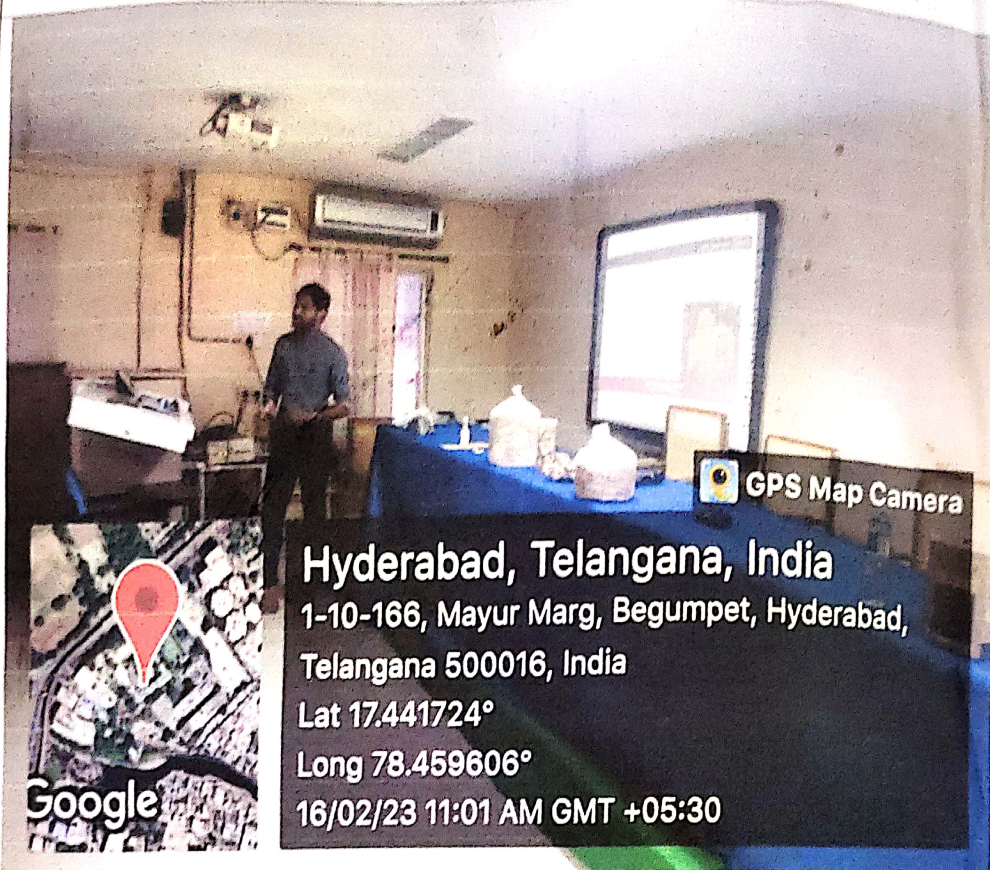 GPS Map Camera
Hyderabad, Telangana, India
1-10-166, Mayur Marg, Begumpet, Hyderabad,
Telangana 500016, India
Lat 17.441724°
Long 78.459606°
16/02/23 11:01 AM GMT +05:30
Google